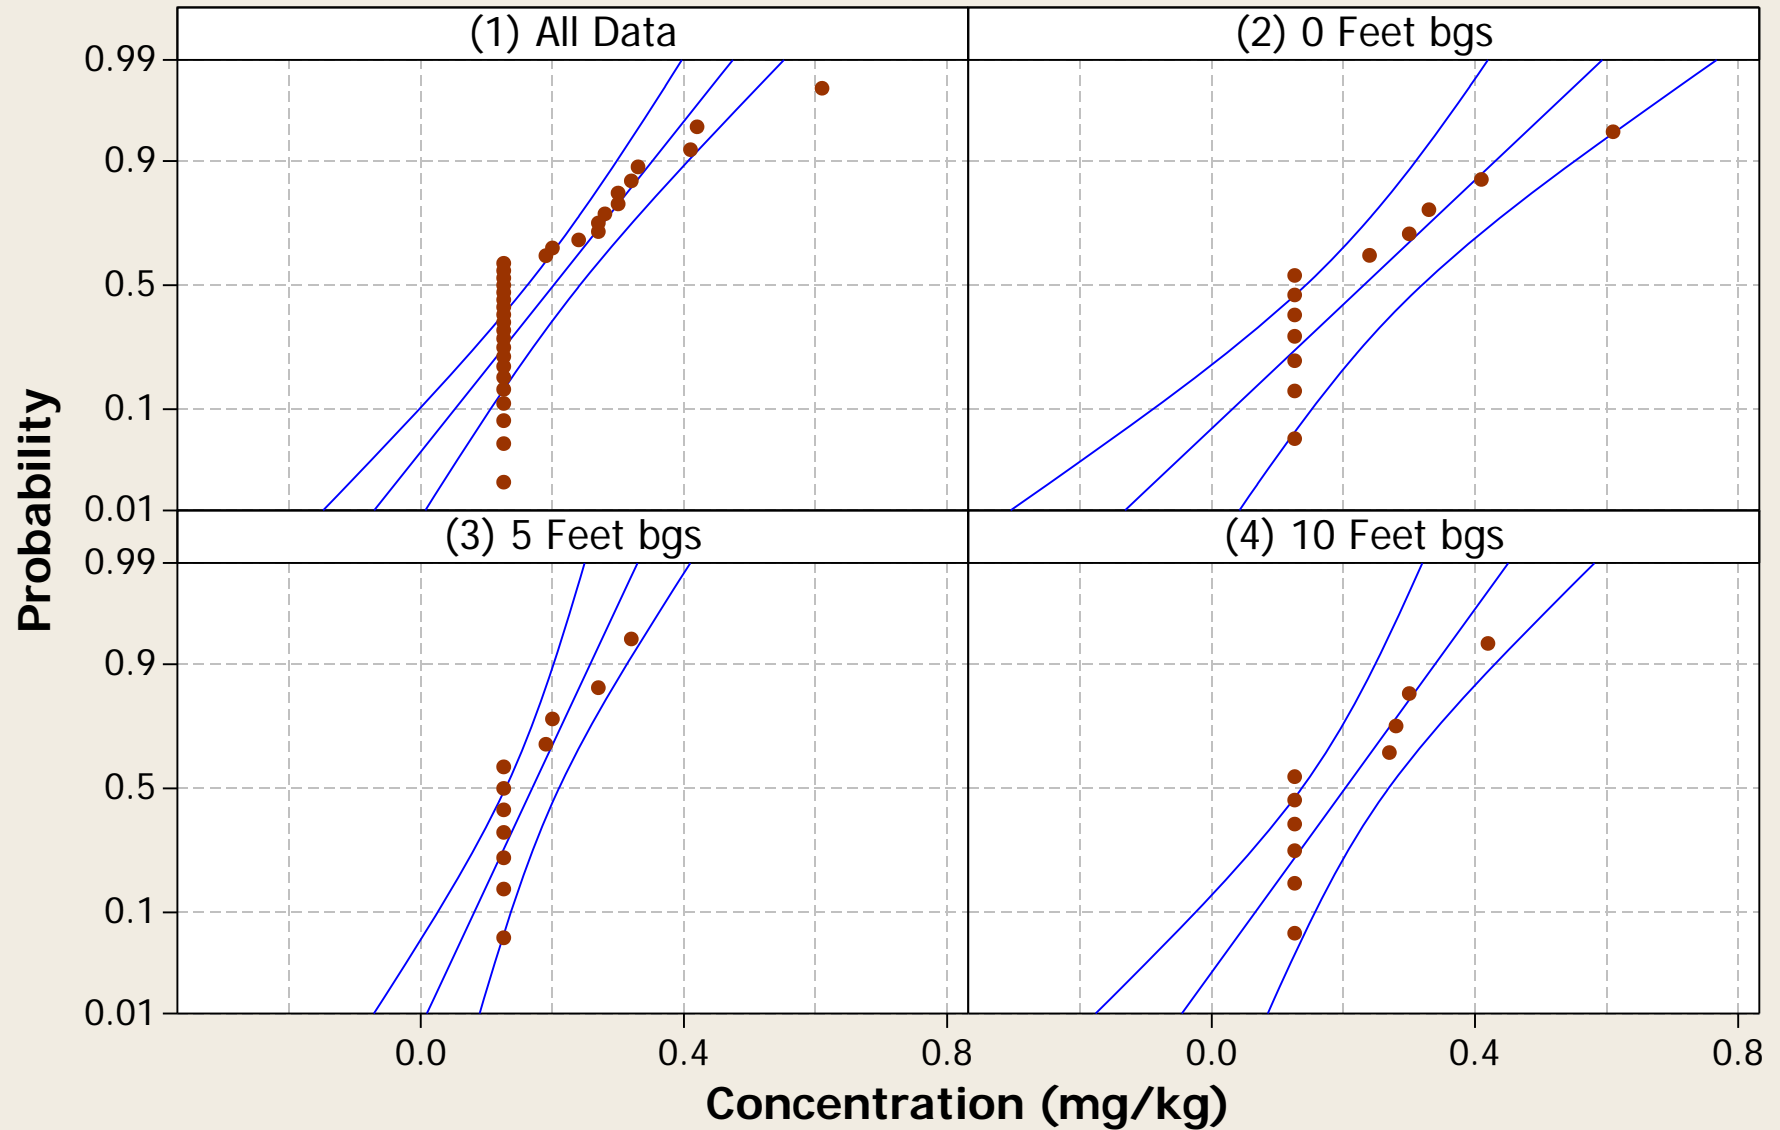 (1) All Data
(2) 0 Feet bgs
0.99
0.9
0.5
0.1
0.01
(3) 5 Feet bgs
(4) 10 Feet bgs
0.99
0.9
0.5
0.1
0.01
Probability
0.0
0.4
0.8
0.0
0.4
0.8
Concentration (mg/kg)